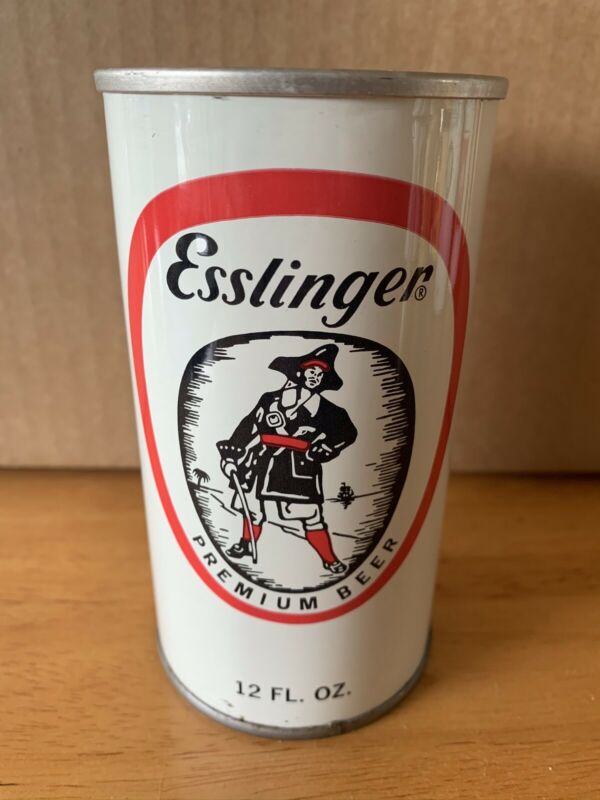 Esslinger®
PREMIUM BEER
12 FL. OZ.